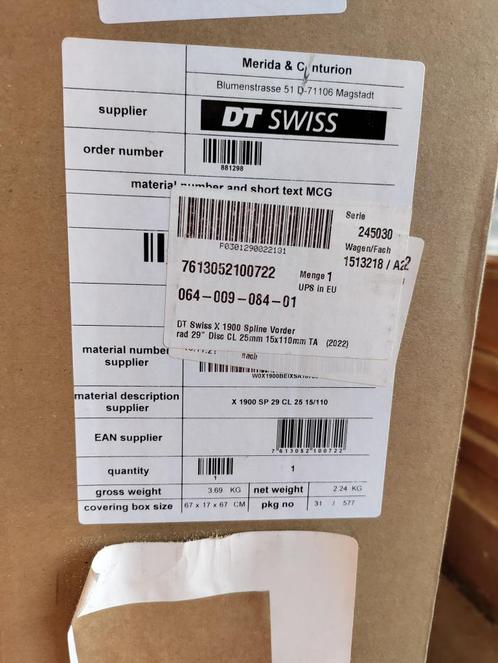 Merida & Centurion
Blumenstrasse 51 D-71106 Magstadt
supplier
DT SWISS
order number
881298
material number and short text MCG
Serie
245030
Wagen/Fach
1513218 / A22
F0301290022131
7613052100722
Menge 1
UPS in EU
064-009-084-01
DT Swiss X 1900 Spline Vorder
rad 29" Disc CL 25mm 15x110mm TA (2022)
nach
material number
supplier
material description
supplier
X 1900 SP 29 CL 25 15/110
EAN supplier
7613052100722
quantity
1
1
gross weight 3.69 KG net weight 2.24 KG
covering box size 67 x 17 x 67 CM pkg no 31 / 577